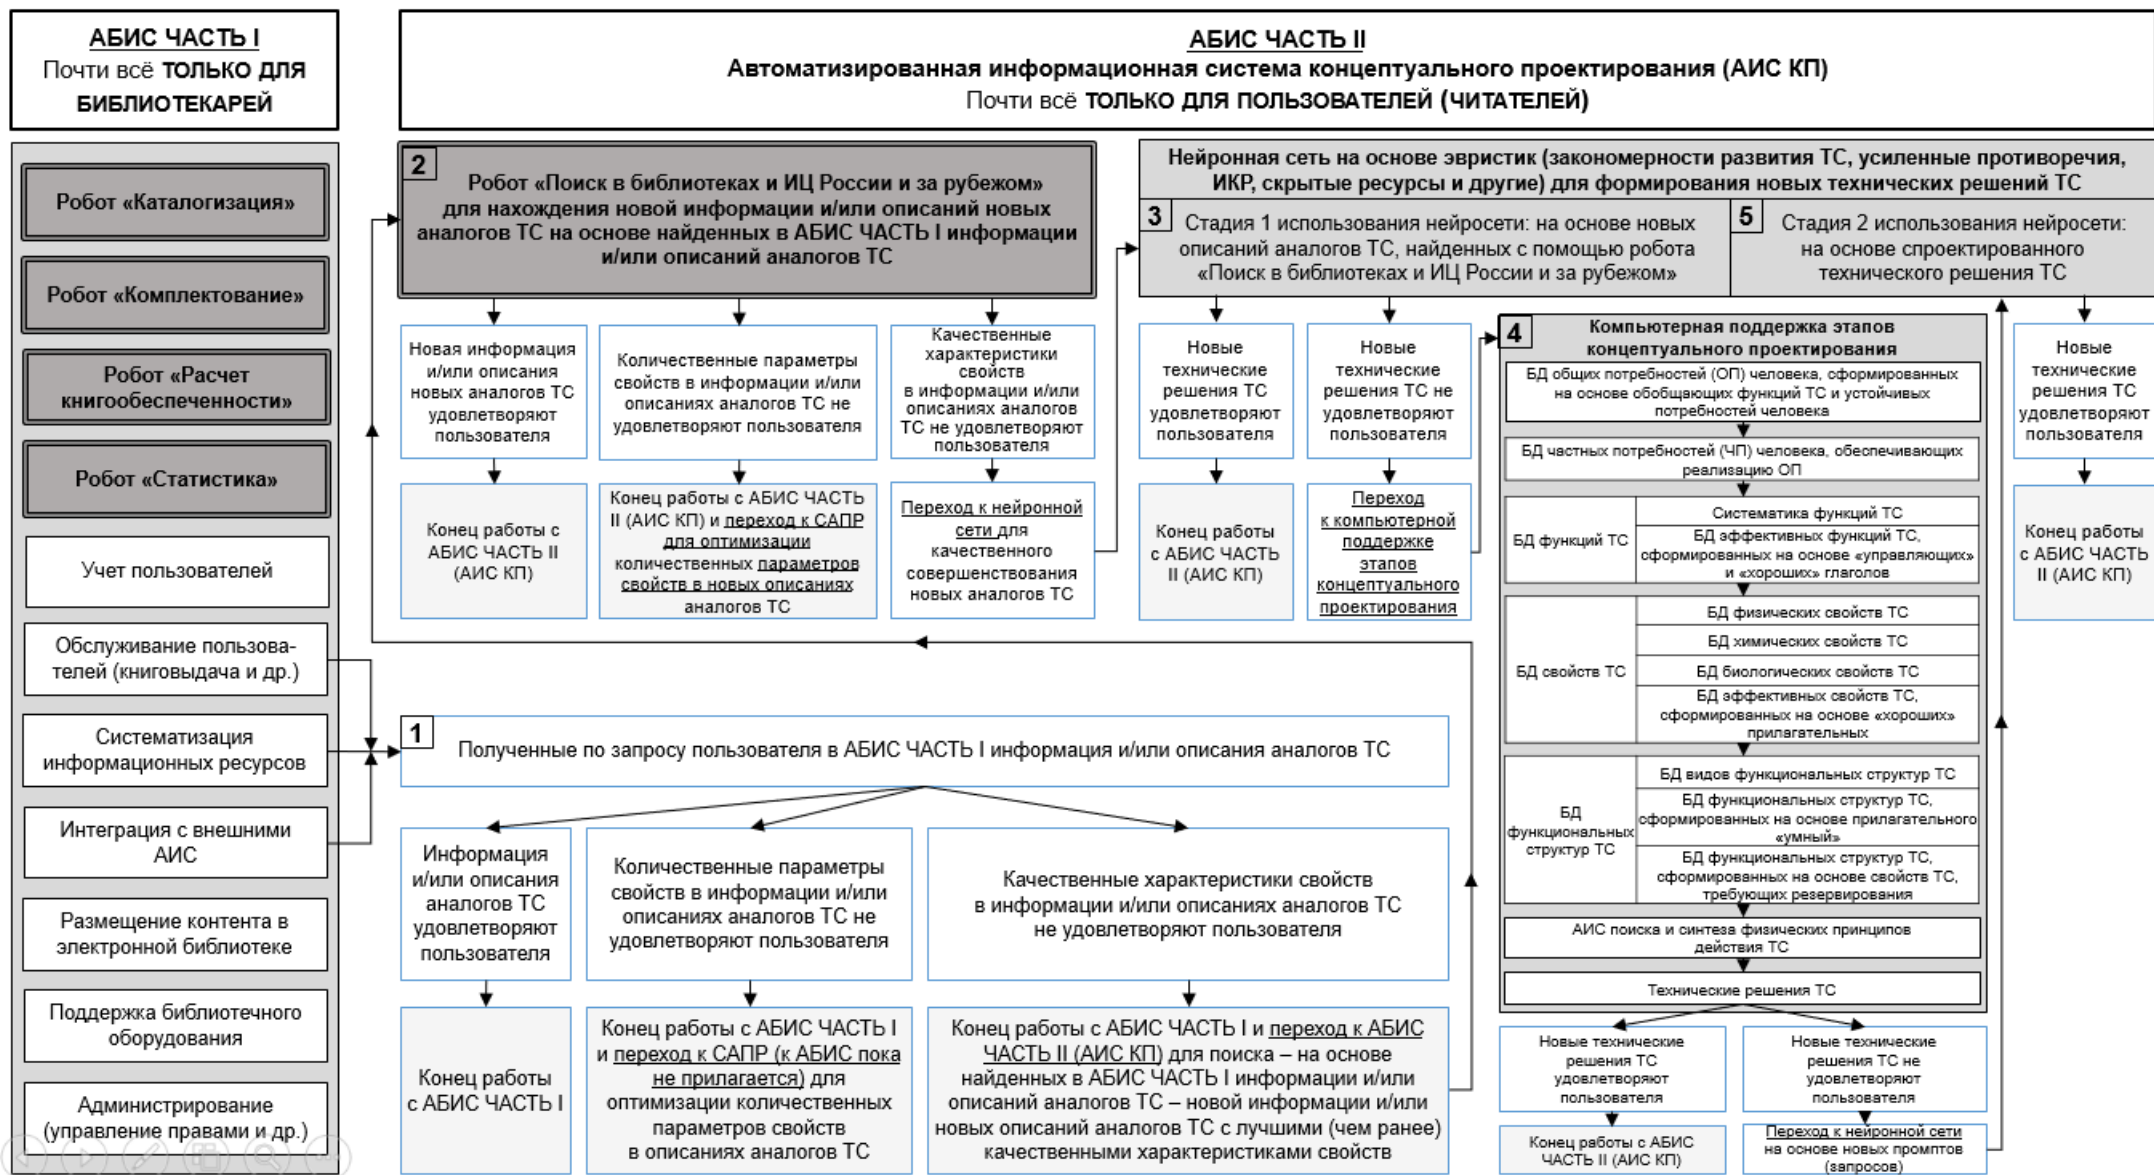 АБИС ЧАСТЬ I
Почти всё ТОЛЬКО ДЛЯ
БИБЛИОТЕКАРЕЙ
Робот «Каталогизация»
Робот «Комплектование»
Робот «Расчет
книгообеспеченности»
Робот «Статистика»
Учет пользователей
Обслуживание пользова-
телей (книговыдача и др.)
Систематизация
информационных ресурсов
Интеграция с внешними
АИС
Размещение контента в
электронной библиотеке
Поддержка библиотечного
оборудования
Администрирование
(управление правами и др.)
АБИС ЧАСТЬ II
Автоматизированная информационная система концептуального проектирования (АИС КП)
Почти всё ТОЛЬКО ДЛЯ ПОЛЬЗОВАТЕЛЕЙ (ЧИТАТЕЛЕЙ)
2
Робот «Поиск в библиотеках и ИЦ России и за рубежом»
для нахождения новой информации и/или описаний новых
аналогов ТС на основе найденных в АБИС ЧАСТЬ I информации
и/или описаний аналогов ТС
Новая информация
и/или описания
новых аналогов ТС
удовлетворяют
пользователя
Конец работы с
АБИС ЧАСТЬ II
(АИС КП)
Количественные параметры
свойств в информации и/или
описаниях аналогов ТС не
удовлетворяют пользователя
Конец работы с АБИС ЧАСТЬ
II (АИС КП) и переход к САПР
для оптимизации
количественных параметров
свойств в новых описаниях
аналогов ТС
Качественные
характеристики
свойств
в информации и/или
описаниях аналогов
ТС не удовлетворяют
пользователя
Переход к нейронной
сети для
качественного
совершенствования
новых аналогов ТС
Нейронная сеть на основе эвристик (закономерности развития ТС, усиленные противоречия,
ИКР, скрытые ресурсы и другие) для формирования новых технических решений ТС
3
Стадия 1 использования нейросети: на основе новых
описаний аналогов ТС, найденных с помощью робота
«Поиск в библиотеках и ИЦ России и за рубежом»
5
Стадия 2 использования нейросети:
на основе спроектированного
технического решения ТС
Новые
технические
решения ТС
удовлетворяют
пользователя
Конец работы
с АБИС ЧАСТЬ
II (АИС КП)
Новые
технические
решения ТС не
удовлетворяют
пользователя
Переход
к компьютерной
поддержке
этапов
концептуального
проектирования
4
Компьютерная поддержка этапов
концептуального проектирования
БД общих потребностей (ОП) человека, сформированных
на основе обобщающих функций ТС и устойчивых
потребностей человека
БД частных потребностей (ЧП) человека, обеспечивающих
реализацию ОП
БД функций ТС
Систематика функций ТС
БД эффективных функций ТС,
сформированных на основе «управляющих»
и «хороших» глаголов
БД свойств ТС
БД физических свойств ТС
БД химических свойств ТС
БД биологических свойств ТС
БД эффективных свойств ТС,
сформированных на основе «хороших»
прилагательных
БД
функциональных
структур ТС
БД видов функциональных структур ТС
БД функциональных структур ТС,
сформированных на основе прилагательного
«умный»
БД функциональных структур ТС,
сформированных на основе свойств ТС,
требующих резервирования
АИС поиска и синтеза физических принципов
действия ТС
Технические решения ТС
Новые технические
решения ТС
удовлетворяют
пользователя
Конец работы с АБИС
ЧАСТЬ II (АИС КП)
Новые технические
решения ТС не
удовлетворяют
пользователя
Переход к нейронной сети
на основе новых промптов
(запросов)
Новые
технические
решения ТС
удовлетворяют
пользователя
Конец работы
с АБИС ЧАСТЬ
II (АИС КП)
1
Полученные по запросу пользователя в АБИС ЧАСТЬ I информация и/или описания аналогов ТС
Информация
и/или описания
аналогов ТС
удовлетворяют
пользователя
Конец работы
с АБИС ЧАСТЬ I
Количественные параметры
свойств в информации и/или
описаниях аналогов ТС не
удовлетворяют пользователя
Конец работы с АБИС ЧАСТЬ I
и переход к САПР (к АБИС пока
не прилагается) для
оптимизации количественных
параметров свойств
в описаниях аналогов ТС
Качественные характеристики свойств
в информации и/или описаниях аналогов ТС
не удовлетворяют пользователя
Конец работы с АБИС ЧАСТЬ I и переход к АБИС
ЧАСТЬ II (АИС КП) для поиска – на основе
найденных в АБИС ЧАСТЬ I информации и/или
описаний аналогов ТС – новой информации и/или
новых описаний аналогов ТС с лучшими (чем ранее)
качественными характеристиками свойств